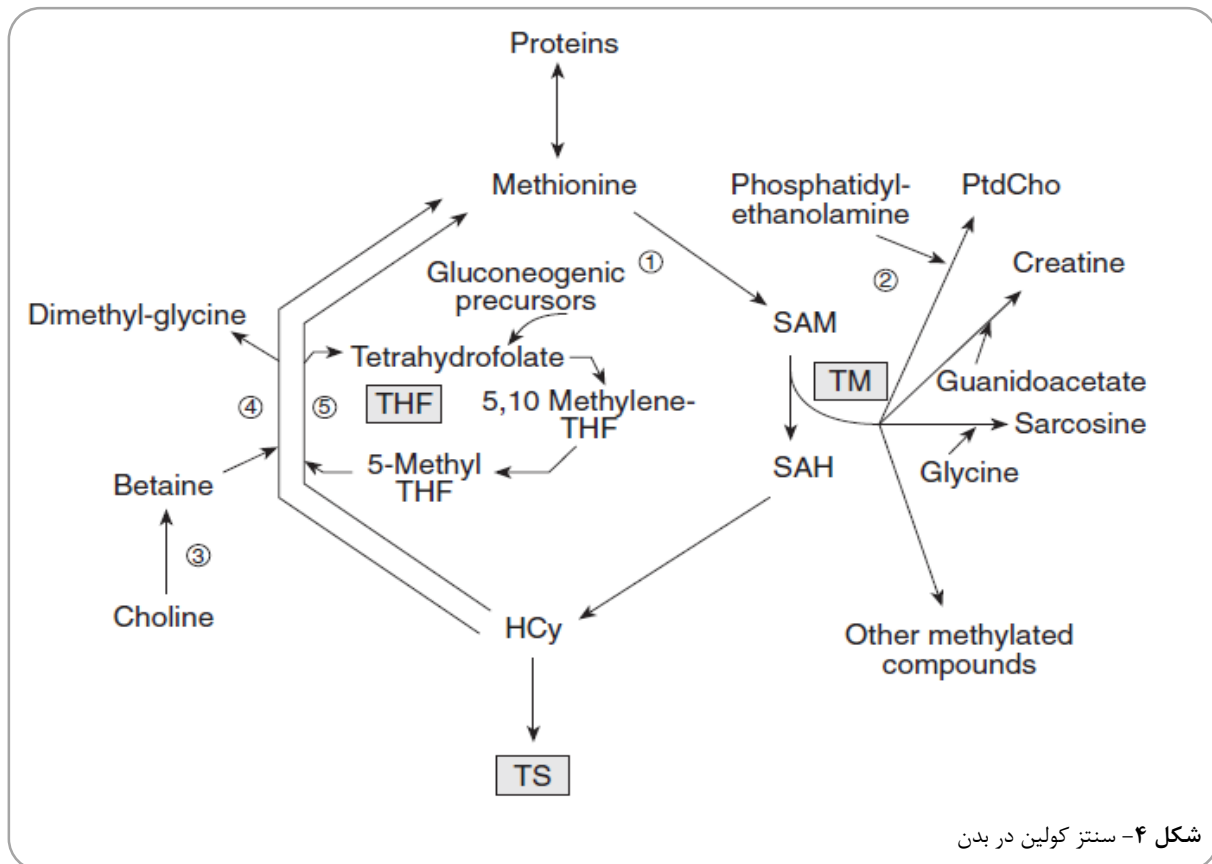 Proteins
Methionine
Phosphatidyl-
ethanolamine
PtdCho
Gluconeogenic
precursors
①
②
Creatine
Dimethyl-glycine
SAM
Tetrahydrofolate
TM
Guanidoacetate
④
⑤
THF
5,10 Methylene-
THF
Sarcosine
Betaine
5-Methyl
THF
SAH
Glycine
③
Choline
HCy
Other methylated
compounds
TS
شکل ۴- سنتز کولین در بدن